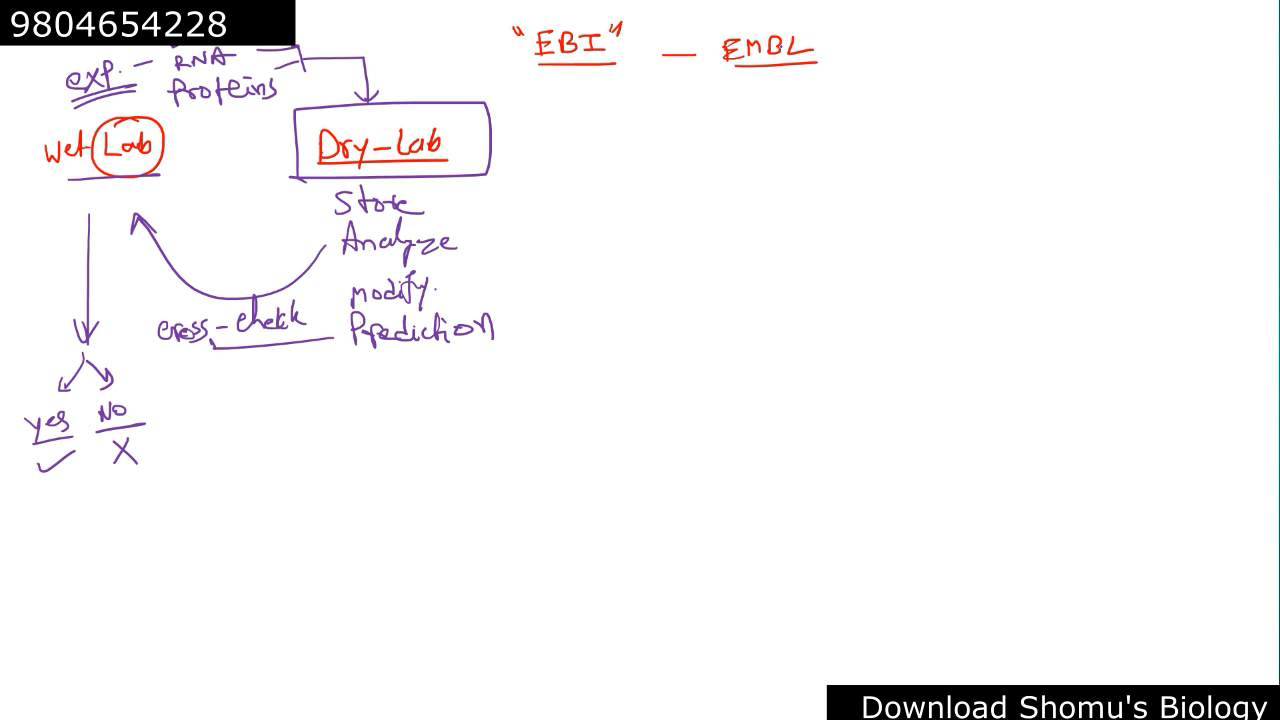 9804654228
"EBI" — EMBL
exp. — RNA
Proteins
Wet Lab
Dry-Lab
Store
Analyze
modify.
cross-check
Prediction
Yes No
✓ X
Download Shomu's Biology